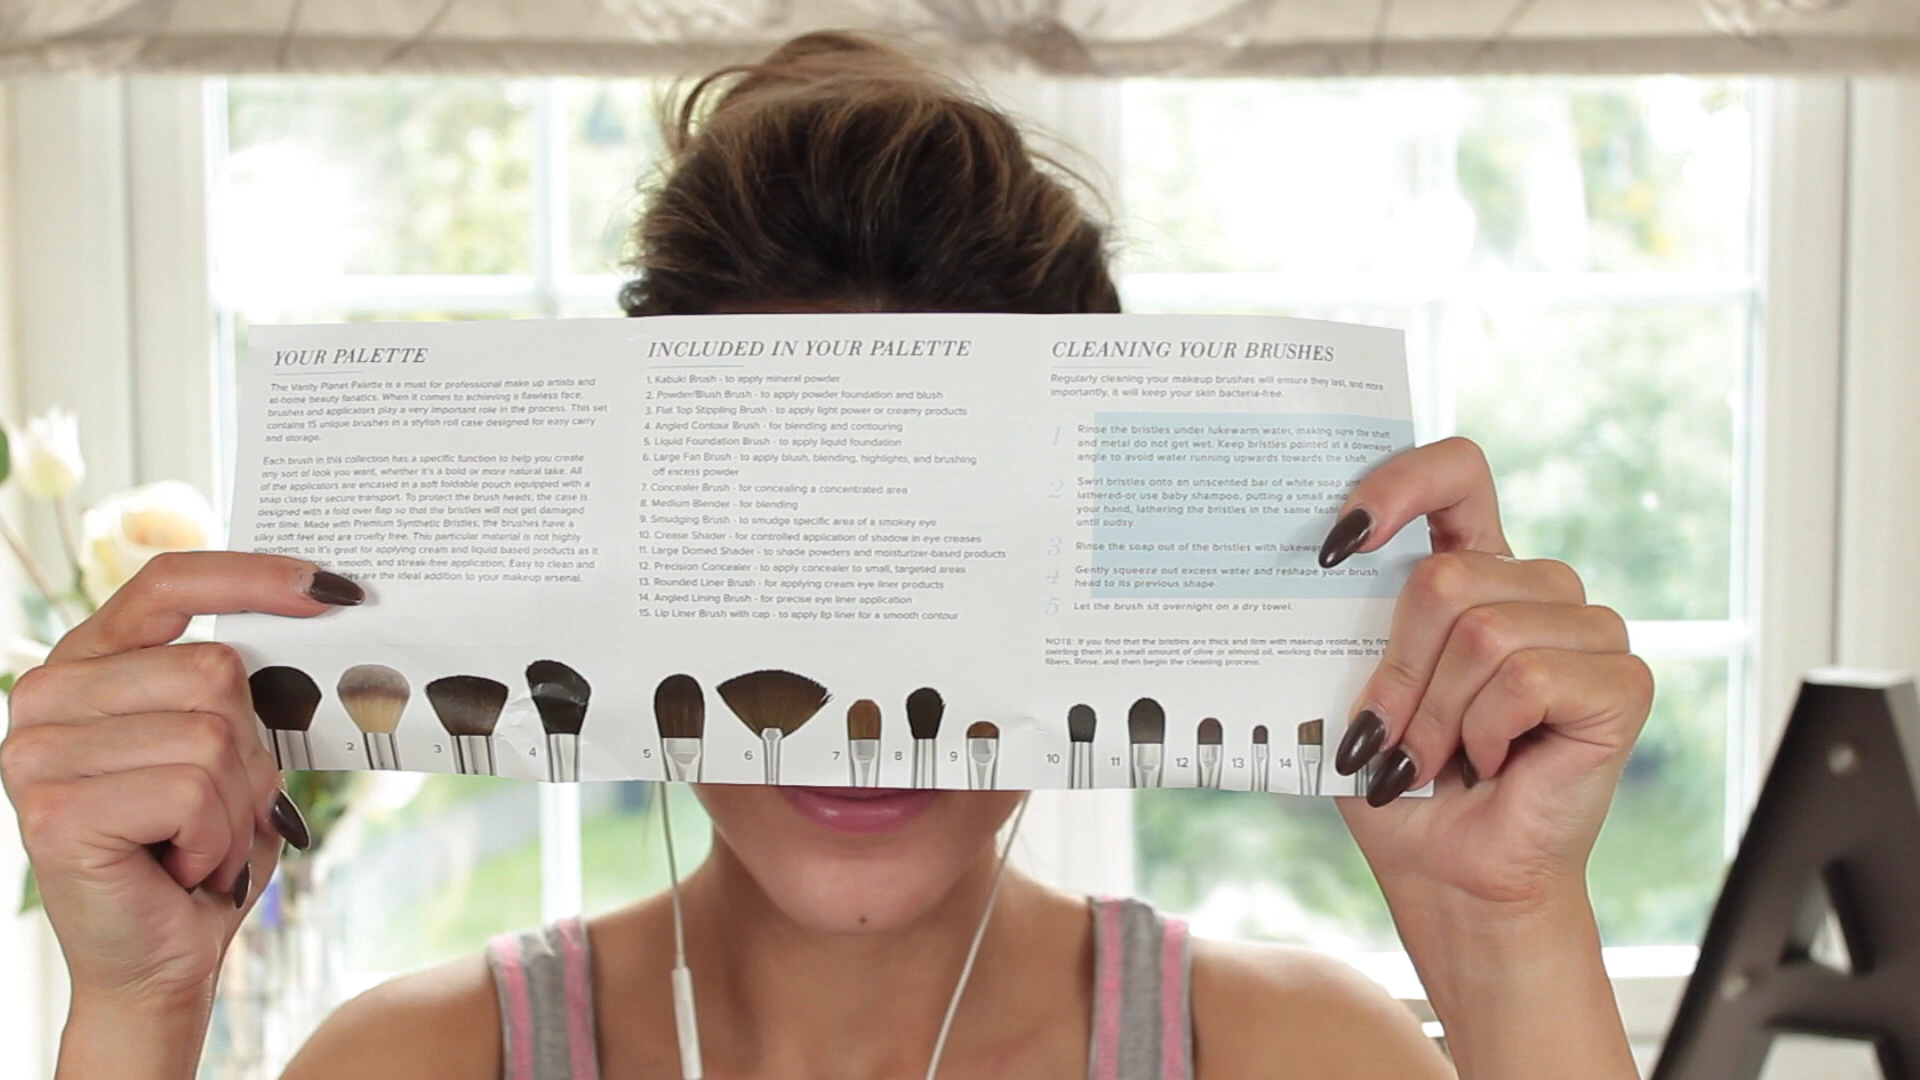 YOUR PALETTE
The Vanity Planet Palette is a must for professional make up artists and
at-home beauty fanatics. When it comes to achieving a flawless face,
brushes and applicators play a very important role in the process. This set
contains 15 unique brushes in a stylish roll case designed for easy carry
and storage.
Each brush in this collection has a specific function to help you create
any sort of look you want, whether it's a bold or more natural take. All
of the applicators are encased in a soft foldable pouch equipped with a
snap clasp for secure transport. To protect the brush heads, the case is
designed with a fold over flap so that the bristles will not get damaged
over time. Made with Premium Synthetic Bristles, the brushes have a
silky soft feel and are cruelty free. This particular material is not highly
absorbent, so it's great for applying cream and liquid based products as it
smooth, and streak-free application. Easy to clean and
are the ideal addition to your makeup arsenal.
2
3
4
INCLUDED IN YOUR PALETTE
1. Kabuki Brush - to apply mineral powder
2. Powder/Blush Brush - to apply powder foundation and blush
3. Flat Top Stippling Brush - to apply light power or creamy products
4. Angled Contour Brush - for blending and contouring
5. Liquid Foundation Brush - to apply liquid foundation
6. Large Fan Brush - to apply blush, blending, highlights, and brushing
off excess powder
7. Concealer Brush - for concealing a concentrated area
8. Medium Blender - for blending
9. Smudging Brush - to smudge specific area of a smokey eye
10. Crease Shader - for controlled application of shadow in eye creases
11. Large Domed Shader - to shade powders and moisturizer-based products
12. Precision Concealer - to apply concealer to small, targeted areas
13. Rounded Liner Brush - for applying cream eye liner products
14. Angled Lining Brush - for precise eye liner application
15. Lip Liner Brush with cap - to apply lip liner for a smooth contour
5
6
7
8
9
CLEANING YOUR BRUSHES
Regularly cleaning your makeup brushes will ensure they last, and more
importantly, it will keep your skin bacteria-free.
1 Rinse the bristles under lukewarm water, making sure the shaft
and metal do not get wet. Keep bristles pointed at a downward
angle to avoid water running upwards towards the shaft.
2 Swirl bristles onto an unscented bar of white soap
lathered-or use baby shampoo, putting a small
your hand, lathering the bristles in the same
until sudsy.
3 Rinse the soap out of the bristles with
4 Gently squeeze out excess water and reshape your brush
head to its previous shape.
5 Let the brush sit overnight on a dry towel.
NOTE: If you find that the bristles are thick and firm with makeup residue, try
swirling them in a small amount of olive or almond oil, working the oils into the
fibers. Rinse, and then begin the cleaning process.
10
11
12
13
14
A